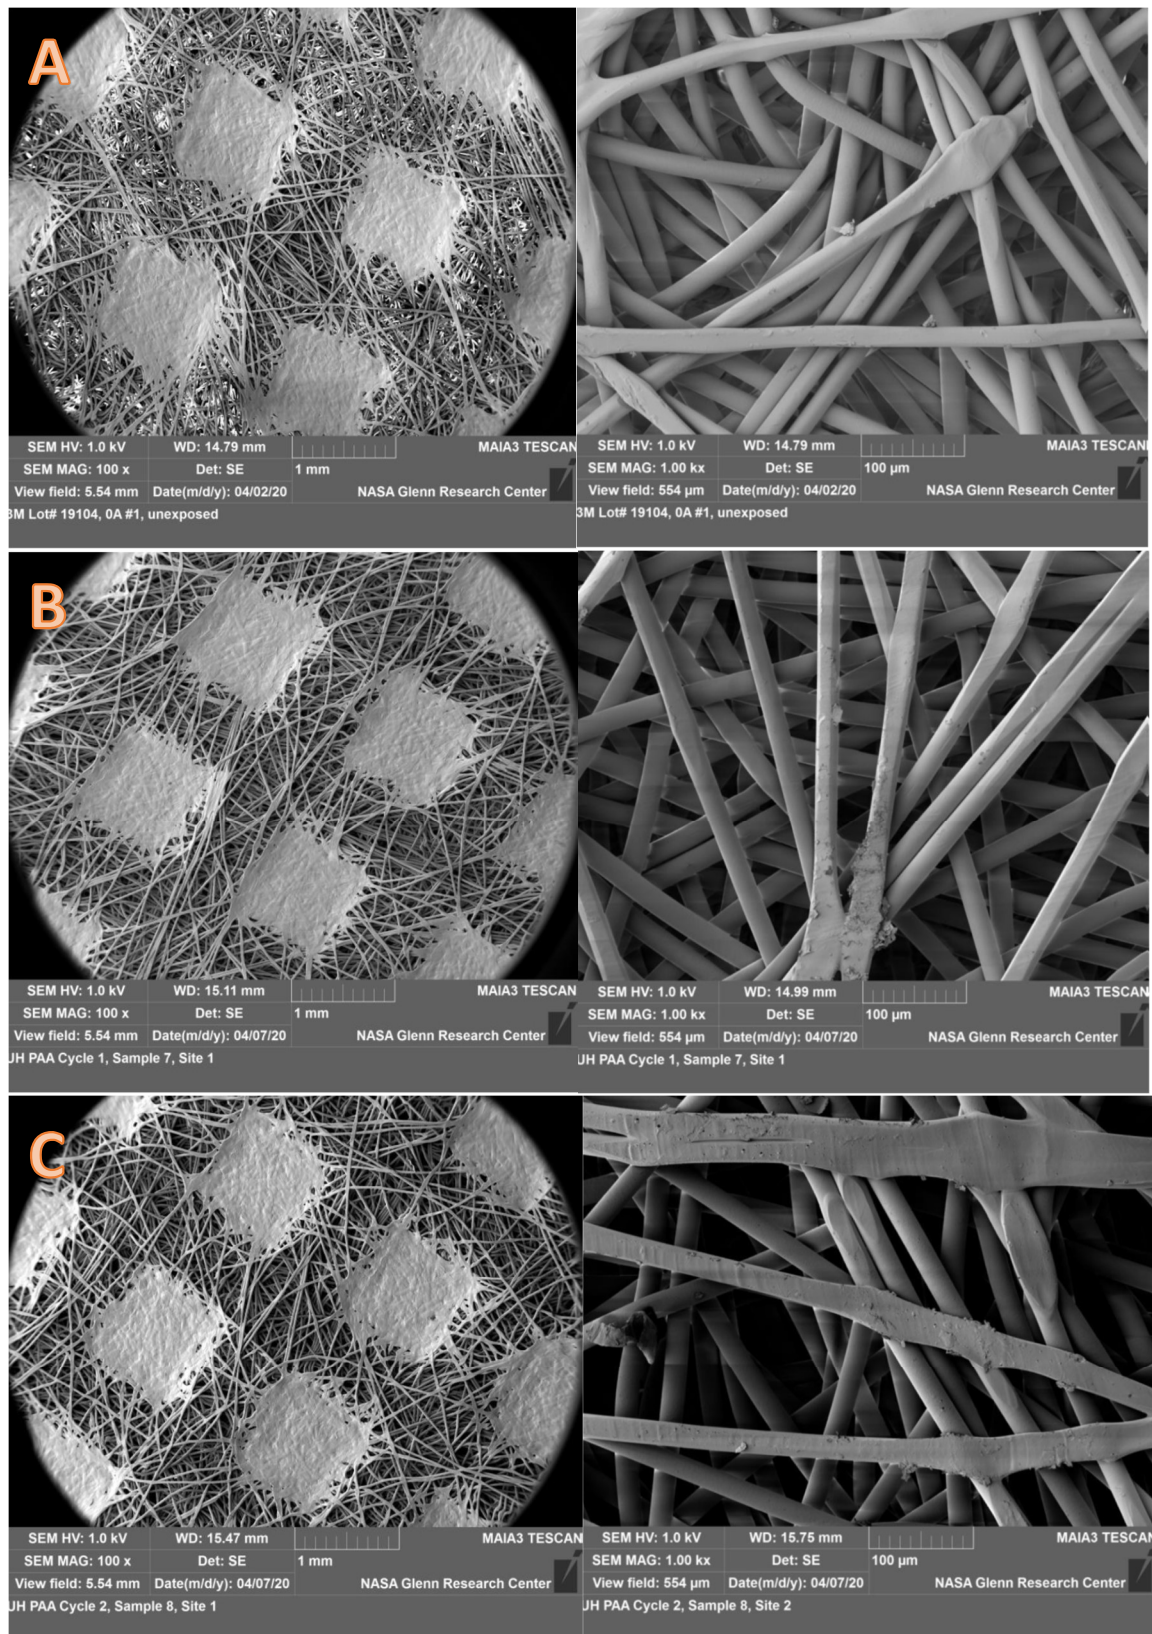 A
SEM HV: 1.0 kV WD: 14.79 mm MAIA3 TESCAN
SEM MAG: 100 x Det: SE 1 mm
View field: 5.54 mm Date(m/d/y): 04/02/20 NASA Glenn Research Center
3M Lot# 19104, 0A #1, unexposed
SEM HV: 1.0 kV WD: 14.79 mm MAIA3 TESCAN
SEM MAG: 1.00 kx Det: SE 100 µm
View field: 554 µm Date(m/d/y): 04/02/20 NASA Glenn Research Center
3M Lot# 19104, 0A #1, unexposed
B
SEM HV: 1.0 kV WD: 15.11 mm MAIA3 TESCAN
SEM MAG: 100 x Det: SE 1 mm
View field: 5.54 mm Date(m/d/y): 04/07/20 NASA Glenn Research Center
UH PAA Cycle 1, Sample 7, Site 1
SEM HV: 1.0 kV WD: 14.99 mm MAIA3 TESCAN
SEM MAG: 1.00 kx Det: SE 100 µm
View field: 554 µm Date(m/d/y): 04/07/20 NASA Glenn Research Center
UH PAA Cycle 1, Sample 7, Site 1
C
SEM HV: 1.0 kV WD: 15.47 mm MAIA3 TESCAN
SEM MAG: 100 x Det: SE 1 mm
View field: 5.54 mm Date(m/d/y): 04/07/20 NASA Glenn Research Center
UH PAA Cycle 2, Sample 8, Site 1
SEM HV: 1.0 kV WD: 15.75 mm MAIA3 TESCAN
SEM MAG: 1.00 kx Det: SE 100 µm
View field: 554 µm Date(m/d/y): 04/07/20 NASA Glenn Research Center
UH PAA Cycle 2, Sample 8, Site 2